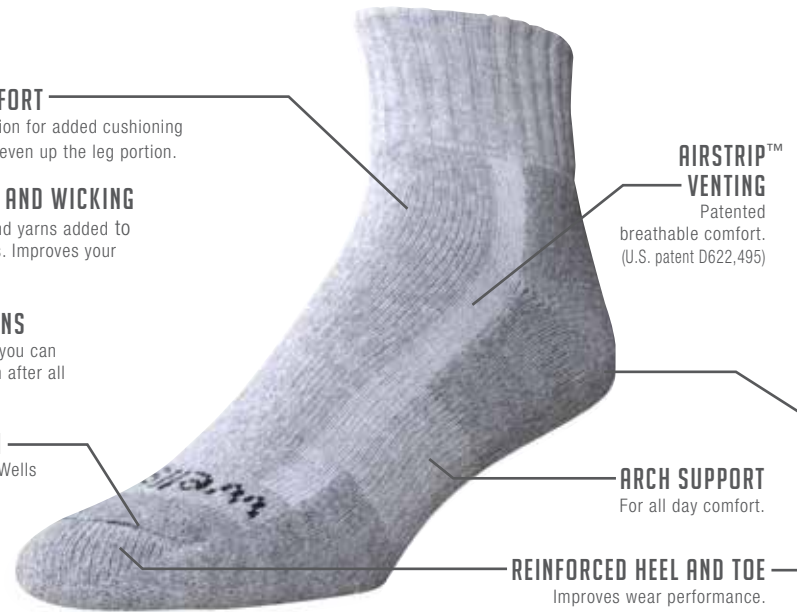 FORT
ion for added cushioning
even up the leg portion.
AND WICKING
nd yarns added to
s. Improves your
NS
you can
n after all
Wells
AIRSTRIP™
VENTING
Patented
breathable comfort.
(U.S. patent D622,495)
ARCH SUPPORT
For all day comfort.
REINFORCED HEEL AND TOE
Improves wear performance.